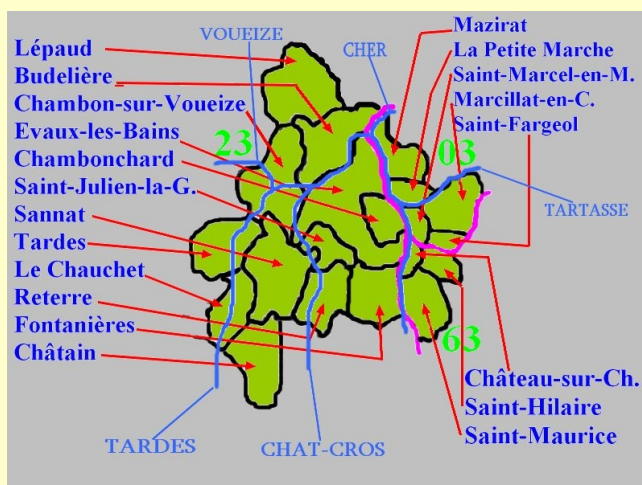 Lépaud
Budelière
Chambon-sur-Voueize
Evaux-les-Bains
Chambonchard
Saint-Julien-la-G.
Sannat
Tardes
Le Chauchet
Reterre
Fontanières
Châtain
VOUEIZE
CHER
23
03
63
Mazirat
La Petite Marche
Saint-Marcel-en-M.
Marcillat-en-C.
Saint-Fargeol
TARTASSE
Château-sur-Ch.
Saint-Hilaire
Saint-Maurice
TARDES
CHAT-CROS